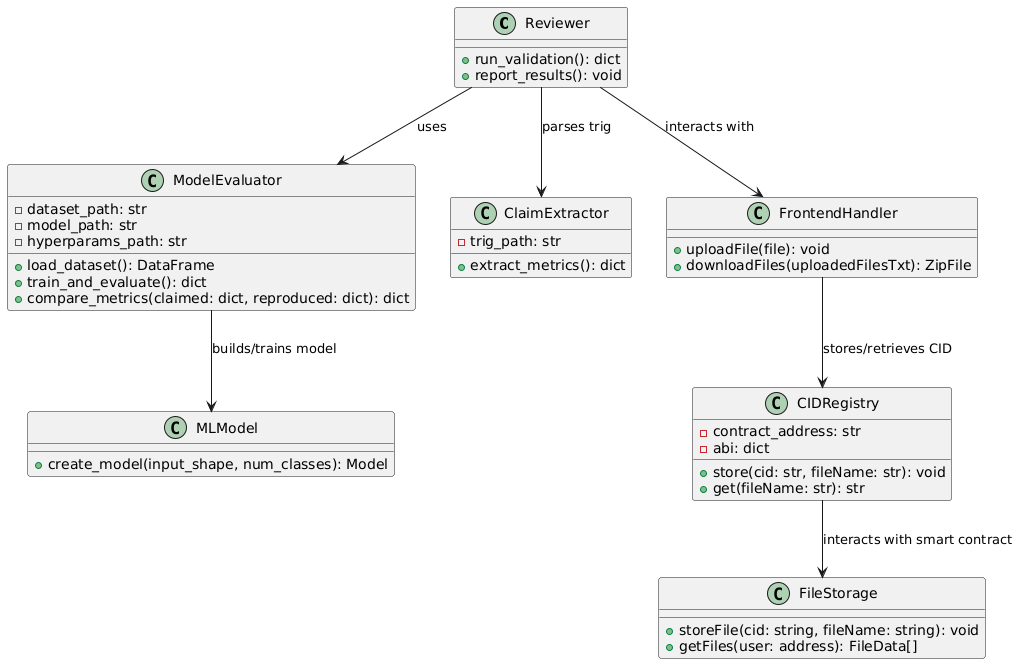 C Reviewer
run_validation(): dict
report_results(): void
uses
parses trig
interacts with
C ModelEvaluator
dataset_path: str
model_path: str
hyperparams_path: str
load_dataset(): DataFrame
train_and_evaluate(): dict
compare_metrics(claimed: dict, reproduced: dict): dict
C ClaimExtractor
trig_path: str
extract_metrics(): dict
C FrontendHandler
uploadFile(file): void
downloadFiles(uploadedFilesTxt): ZipFile
builds/trains model
stores/retrieves CID
C MLModel
create_model(input_shape, num_classes): Model
C CIDRegistry
contract_address: str
abi: dict
store(cid: str, fileName: str): void
get(fileName: str): str
interacts with smart contract
C FileStorage
storeFile(cid: string, fileName: string): void
getFiles(user: address): FileData[]